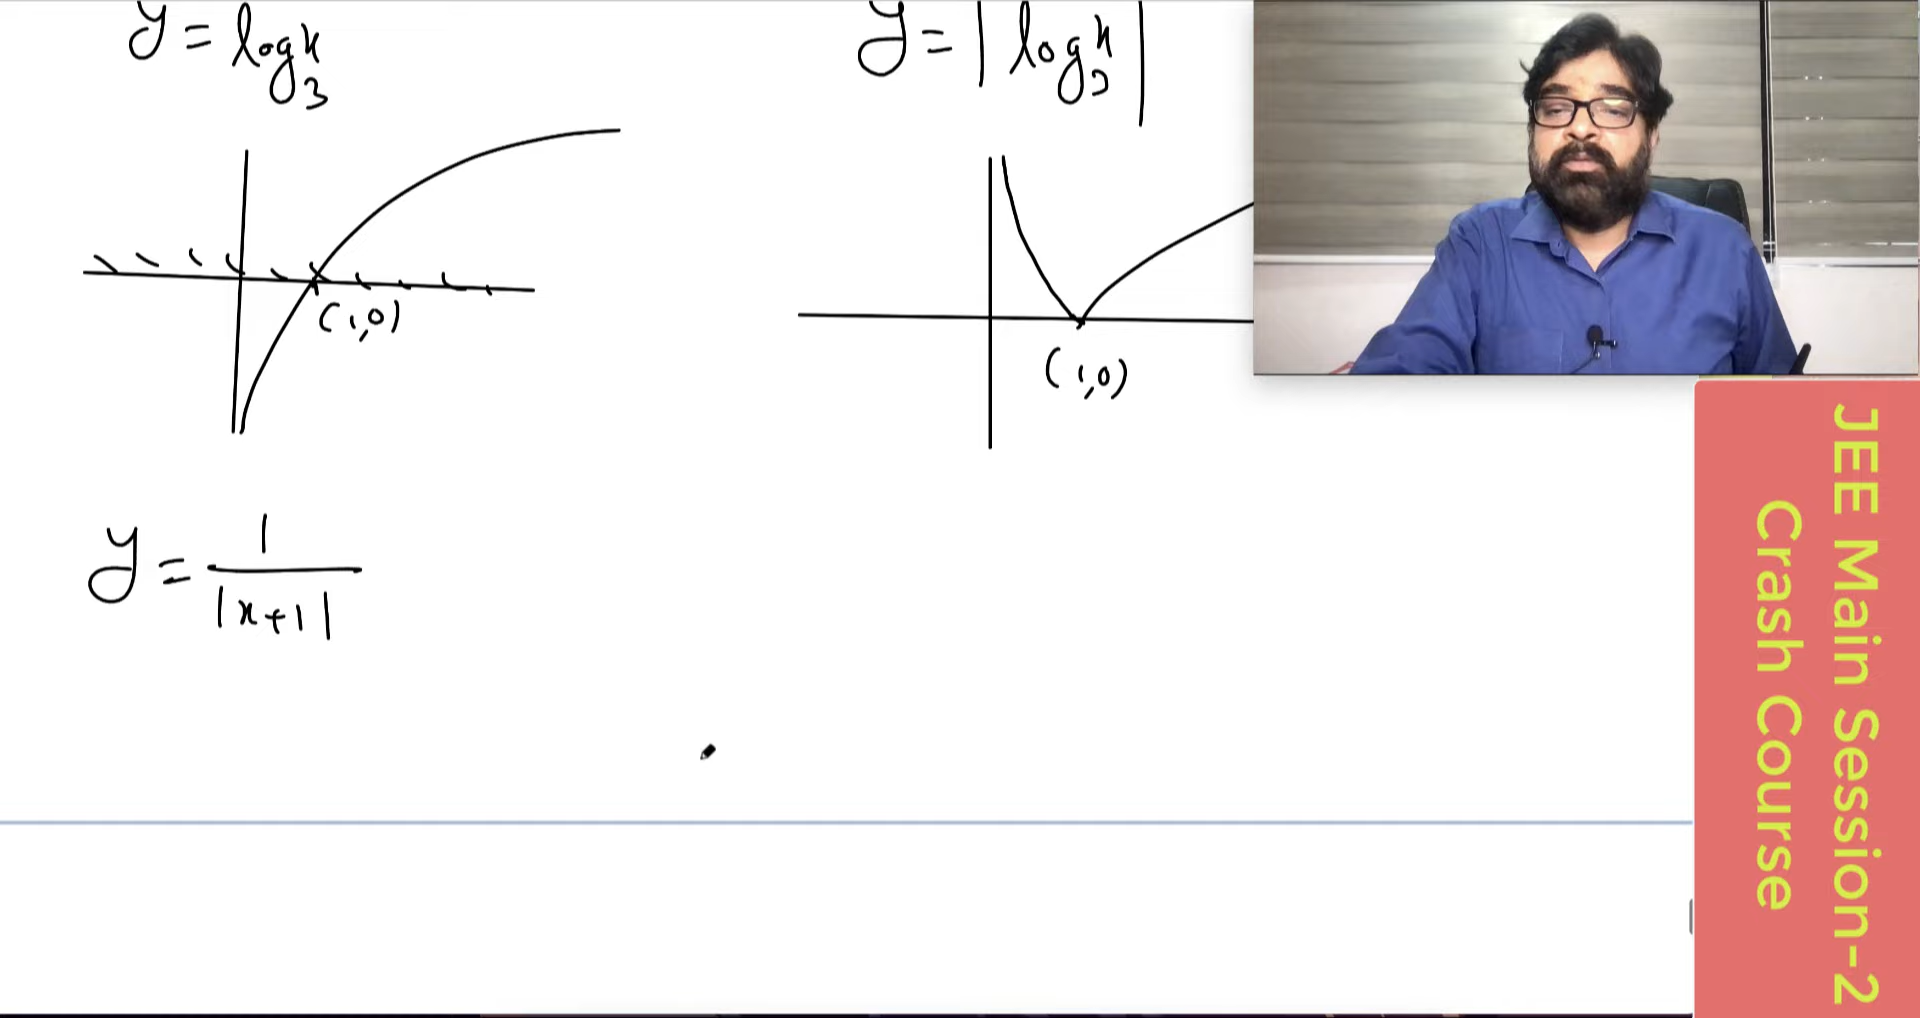 y = log₃x
y = |log₃x|
(1,0)
(1,0)
y = 1/|x+1|
JEE Main Session-2
Crash Course